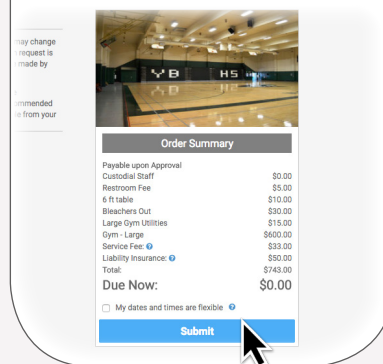 may change
request is
made by
ommended
e from your
YB HS
Order Summary
Payable upon Approval
Custodial Staff $0.00
Restroom Fee $5.00
6 ft table $10.00
Bleachers Out $30.00
Large Gym Utilities $15.00
Gym - Large $600.00
Service Fee: $33.00
Liability Insurance: $50.00
Total: $743.00
Due Now: $0.00
My dates and times are flexible
Submit